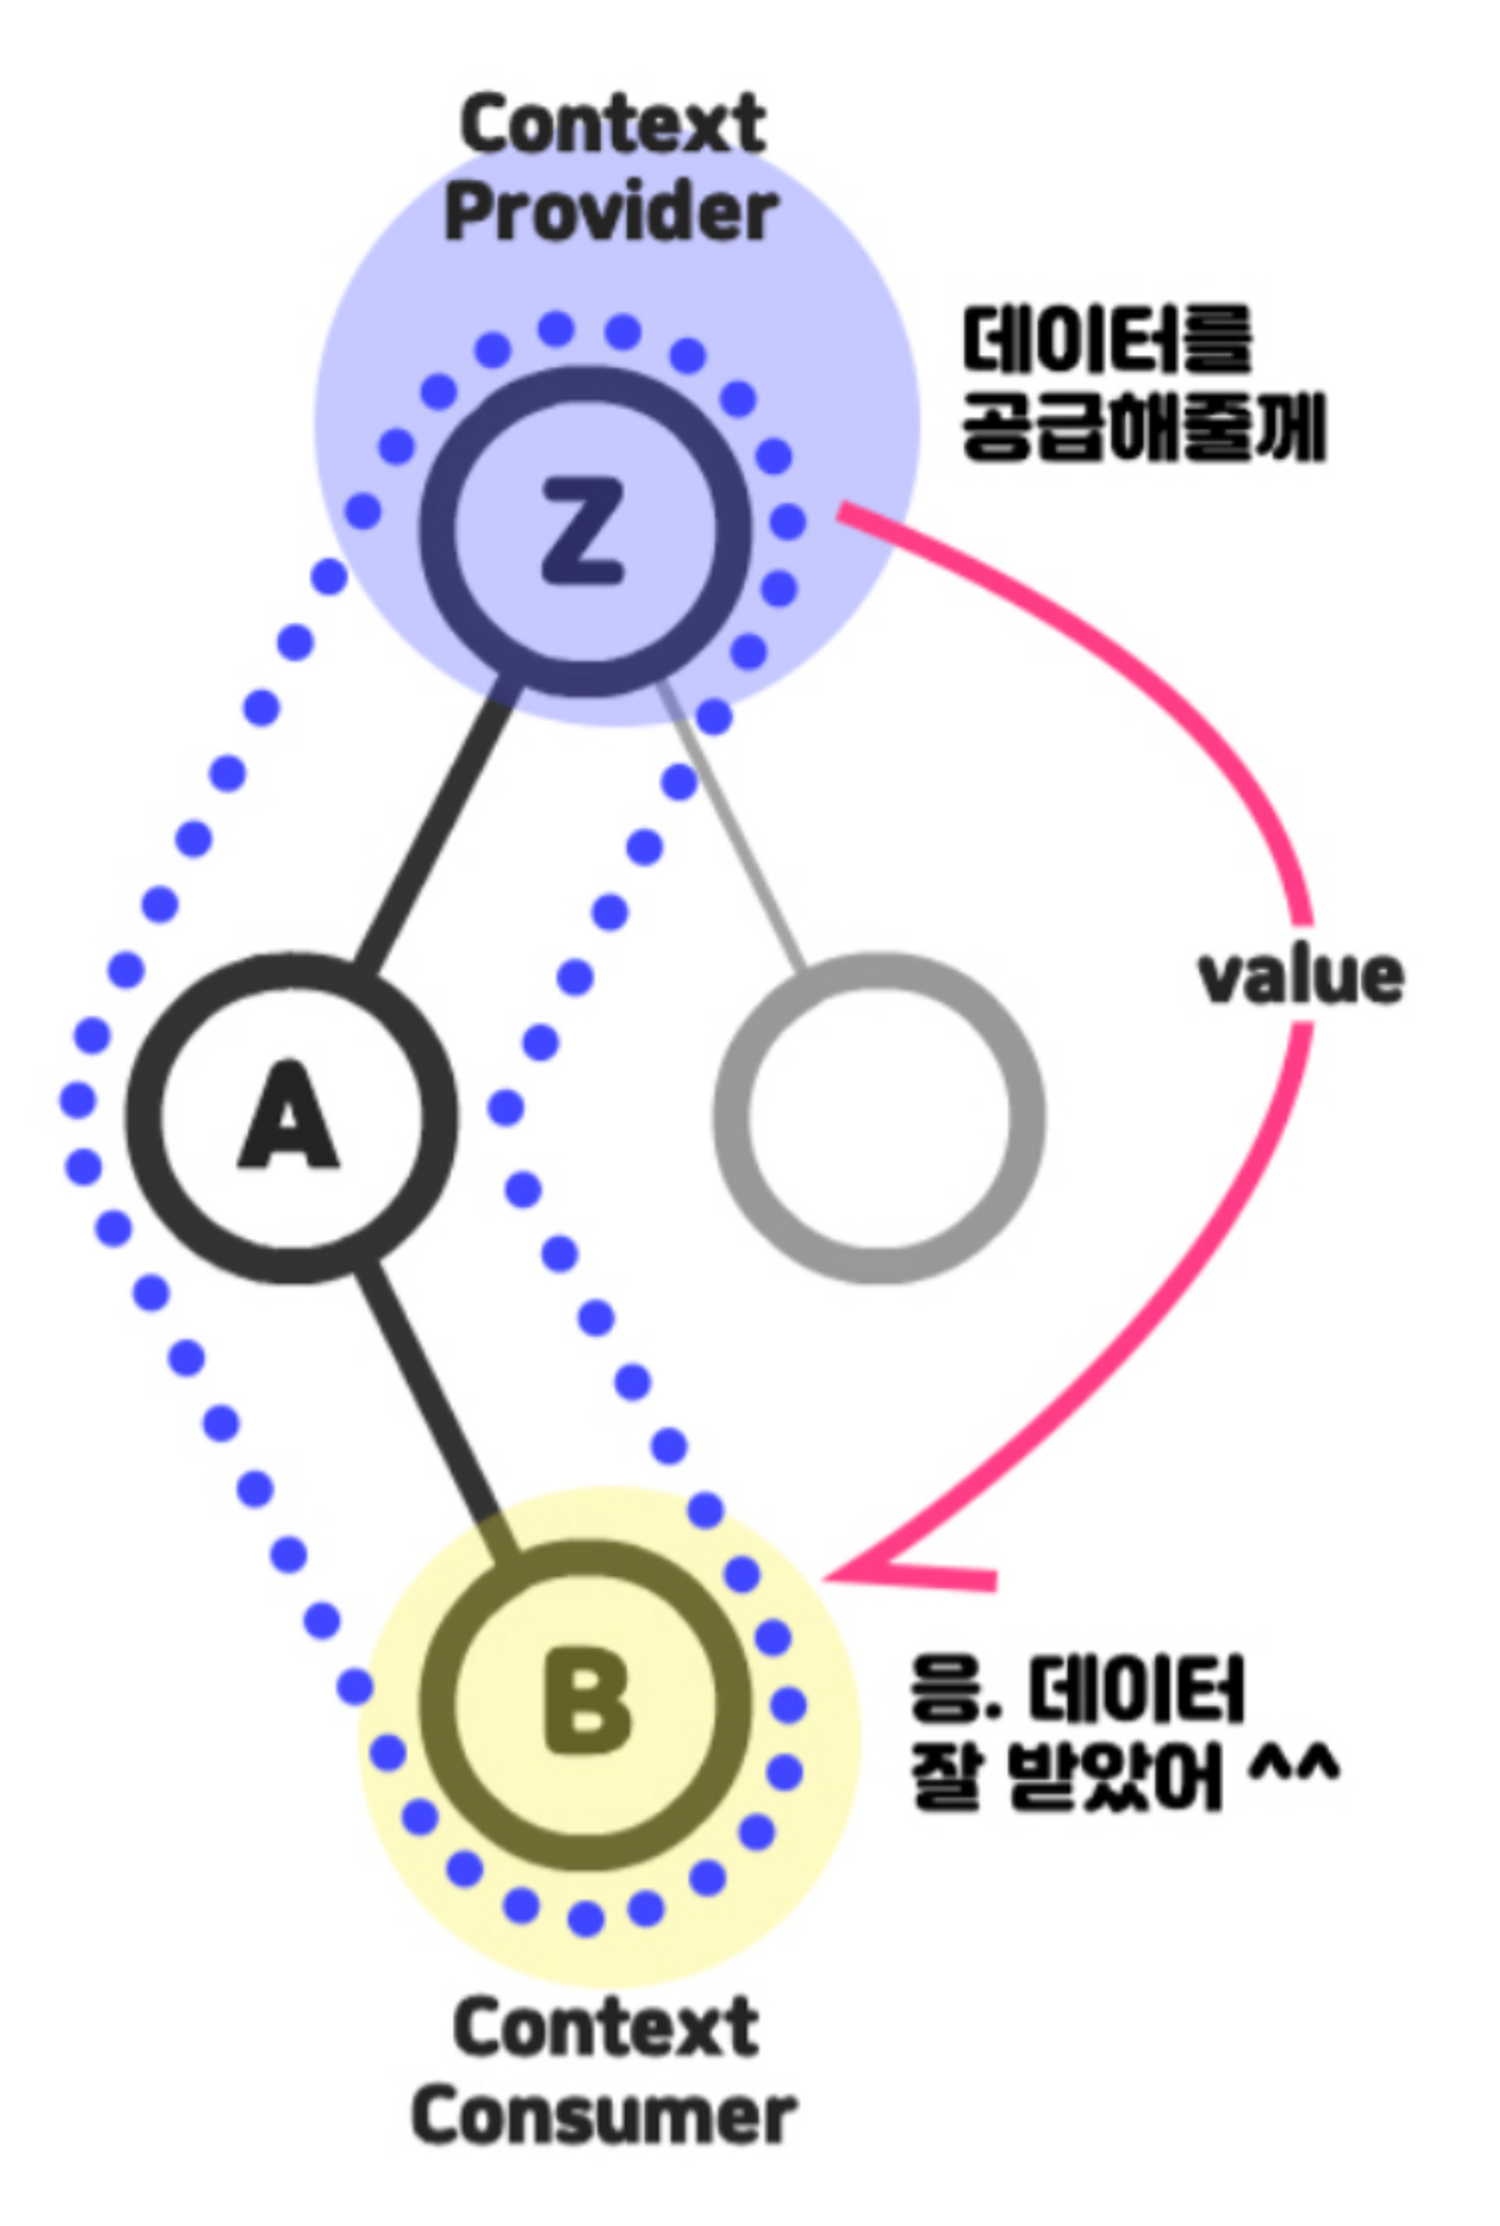 Context
Provider
데이터를
공급해줄께
Z
value
A
B
응. 데이터
잘 받았어 ^^
Context
Consumer